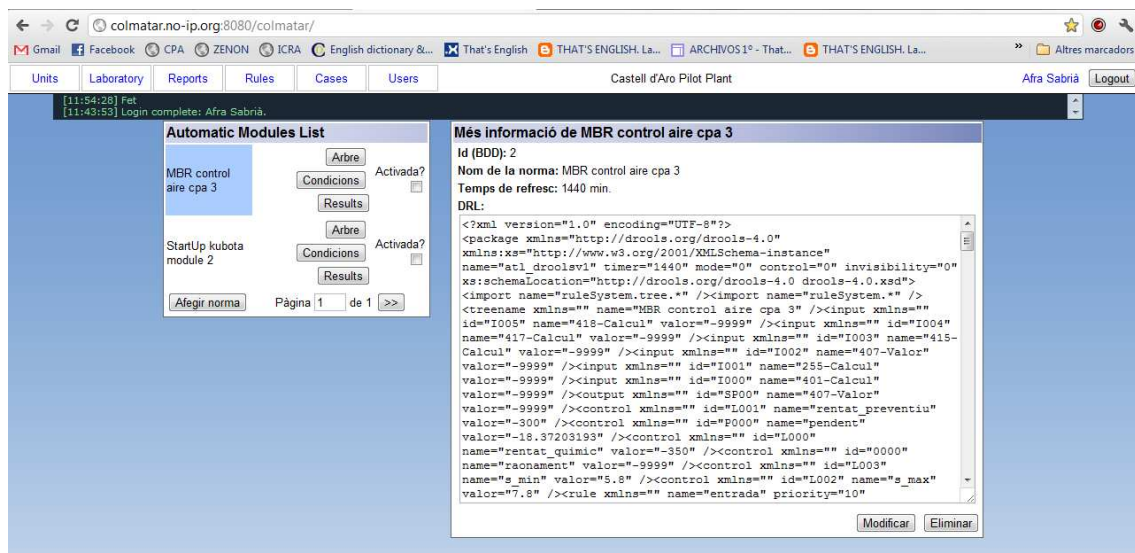 colmatar.no-ip.org:8080/colmatar/
Gmail Facebook CPA ZENON ICRA English dictionary &... That's English THAT'S ENGLISH. La... ARCHIVOS 1º - That... THAT'S ENGLISH. La... » Altres marcadors
Units Laboratory Reports Rules Cases Users Castell d'Aro Pilot Plant Afra Sabrià Logout
[11:54:28] Fet
[11:43:53] Login complete: Afra Sabrià.
Automatic Modules List
MBR control aire cpa 3
Arbre
Condicions
Results
Activada?
StartUp kubota module 2
Arbre
Condicions
Results
Activada?
Afegir norma Pàgina 1 de 1 >>
Més informació de MBR control aire cpa 3
Id (BDD): 2
Nom de la norma: MBR control aire cpa 3
Temps de refresc: 1440 min.
DRL:
<?xml version="1.0" encoding="UTF-8"?>
<package xmlns="http://drools.org/drools-4.0"
xmlns:xs="http://www.w3.org/2001/XMLSchema-instance"
name="atl_droolsv1" timer="1440" mode="0" control="0" invisibility="0"
xs:schemaLocation="http://drools.org/drools-4.0 drools-4.0.xsd">
<import name="ruleSystem.tree.*" /><import name="ruleSystem.*" />
<treename xmlns="" name="MBR control aire cpa 3" /><input xmlns=""
id="I005" name="418-Calcul" valor="-9999" /><input xmlns="" id="I004"
name="417-Calcul" valor="-9999" /><input xmlns="" id="I003" name="415-
Calcul" valor="-9999" /><input xmlns="" id="I002" name="407-Valor"
valor="-9999" /><input xmlns="" id="I001" name="255-Calcul"
valor="-9999" /><input xmlns="" id="I000" name="401-Calcul"
valor="-9999" /><output xmlns="" id="SP00" name="407-Valor"
valor="-9999" /><control xmlns="" id="L001" name="rentat_preventiu"
valor="-300" /><control xmlns="" id="P000" name="pendent"
valor="-18.37203193" /><control xmlns="" id="L000"
name="rentat_quimic" valor="-350" /><control xmlns="" id="0000"
name="raonament" valor="-9999" /><control xmlns="" id="L003"
name="s_min" valor="5.8" /><control xmlns="" id="L002" name="s_max"
valor="7.8" /><rule xmlns="" name="entrada" priority="10"
Modificar Eliminar